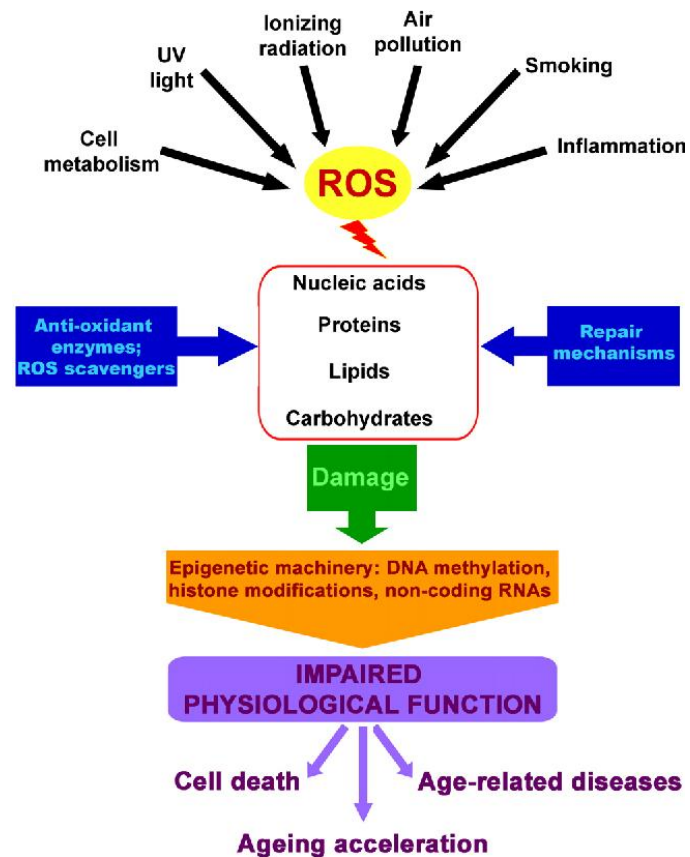 Ionizing
radiation
Air
pollution
UV
light
Smoking
Cell
metabolism
Inflammation
ROS
Nucleic acids
Proteins
Lipids
Carbohydrates
Anti-oxidant
enzymes;
ROS scavengers
Repair
mechanisms
Damage
Epigenetic machinery: DNA methylation,
histone modifications, non-coding RNAs
IMPAIRED
PHYSIOLOGICAL FUNCTION
Cell death
Age-related diseases
Ageing acceleration